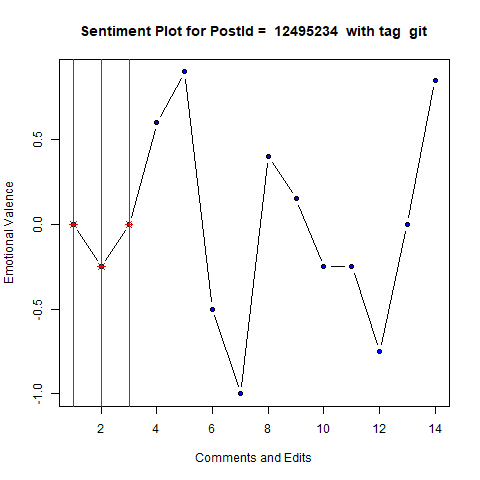 Sentiment Plot for PostId =  12495234  with tag  git
Emotional Valence
0.5
0.0
-0.5
-1.0
2 4 6 8 10 12 14
Comments and Edits